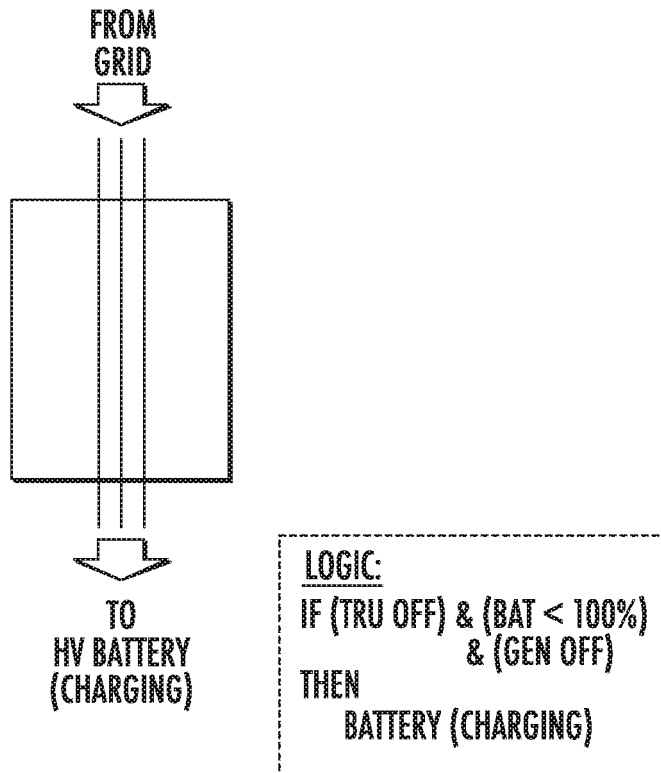 FROM
GRID
TO
HV BATTERY
(CHARGING)
LOGIC:
IF (TRU OFF) & (BAT < 100%)
& (GEN OFF)
THEN
BATTERY (CHARGING)